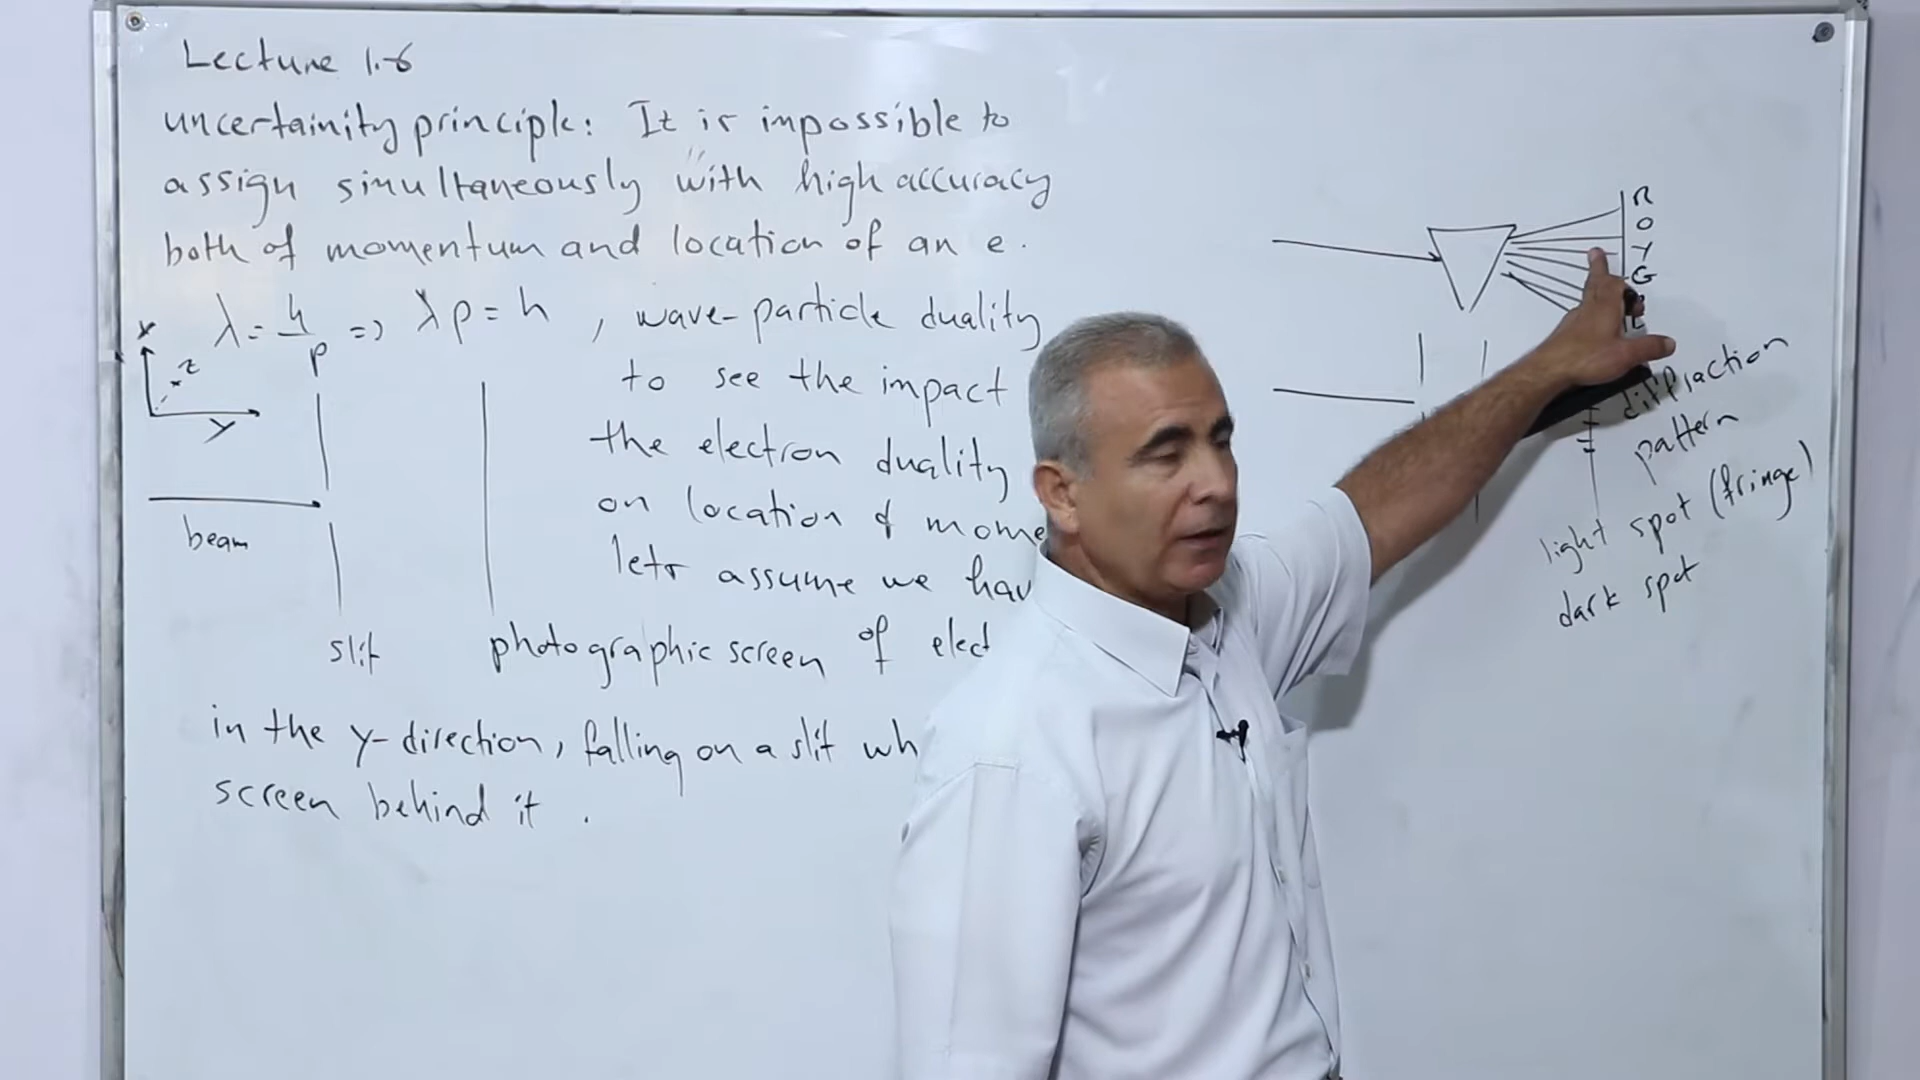 Lecture 1.6
uncertainity principle: It is impossible to
assign simultaneously with high accuracy
both of momentum and location of an e.
λ = h/p => λp = h , wave-particle duality
to see the impact
the electron duality
on location & mome
lets assume we hav
x
z
y
beam
slit
photographic screen of elect
in the y-direction, falling on a slit wh
screen behind it .
R
O
Y
G
diffraction
pattern
light spot (fringe)
dark spot